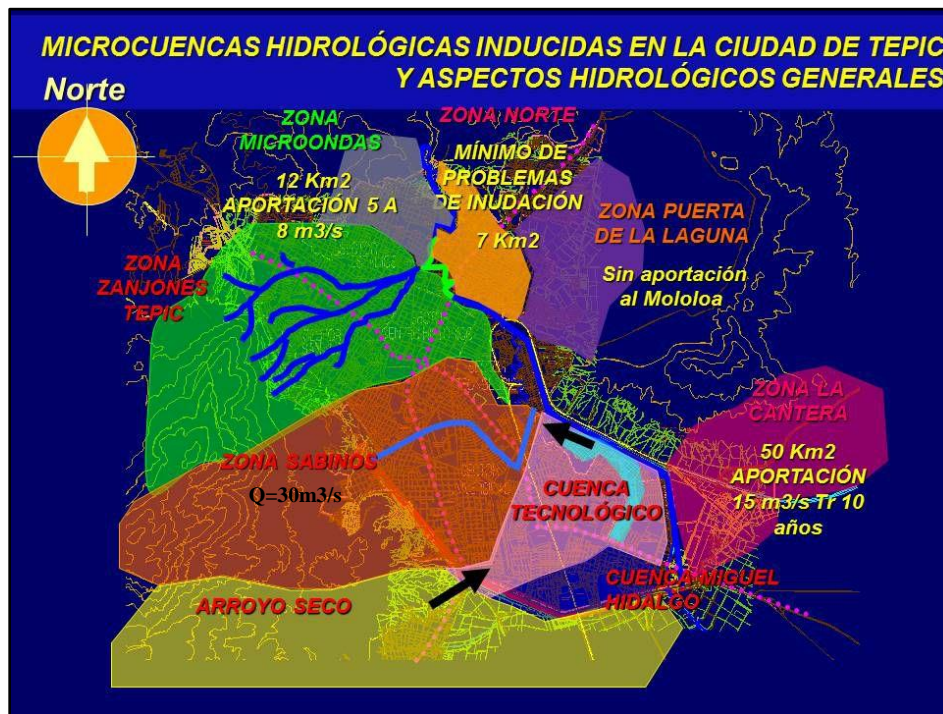 MICROCUENCAS HIDROLÓGICAS INDUCIDAS EN LA CIUDAD DE TEPIC
Y ASPECTOS HIDROLÓGICOS GENERALES
Norte
ZONA
MICROONDAS
12 Km2
APORTACIÓN 5 A
8 m3/s
ZONA NORTE
MÍNIMO DE
PROBLEMAS
DE INUDACIÓN
7 Km2
ZONA PUERTA
DE LA LAGUNA
Sin aportación
al Mololoa
ZONA
ZANJONES
TEPIC
ZONA LA
CANTERA
50 Km2
APORTACIÓN
15 m3/s Tr 10
años
ZONA SABINOS
Q=30m3/s
CUENCA
TECNOLÓGICO
CUENCA MIGUEL
HIDALGO
ARROYO SECO